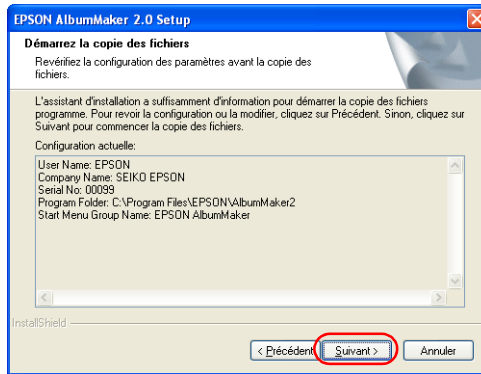 EPSON AlbumMaker 2.0 Setup
Démarrez la copie des fichiers
Revérifiez la configuration des paramètres avant la copie des
fichiers.
L'assistant d'installation a suffisamment d'information pour démarrer la copie des fichiers
programme. Pour revoir la configuration ou la modifier, cliquez sur Précédent. Sinon, cliquez sur
Suivant pour commencer la copie des fichiers.
Configuration actuelle:
User Name: EPSON
Company Name: SEIKO EPSON
Serial No: 00099
Program Folder: C:\Program Files\EPSON\AlbumMaker2
Start Menu Group Name: EPSON AlbumMaker
InstallShield
< Précédent Suivant > Annuler